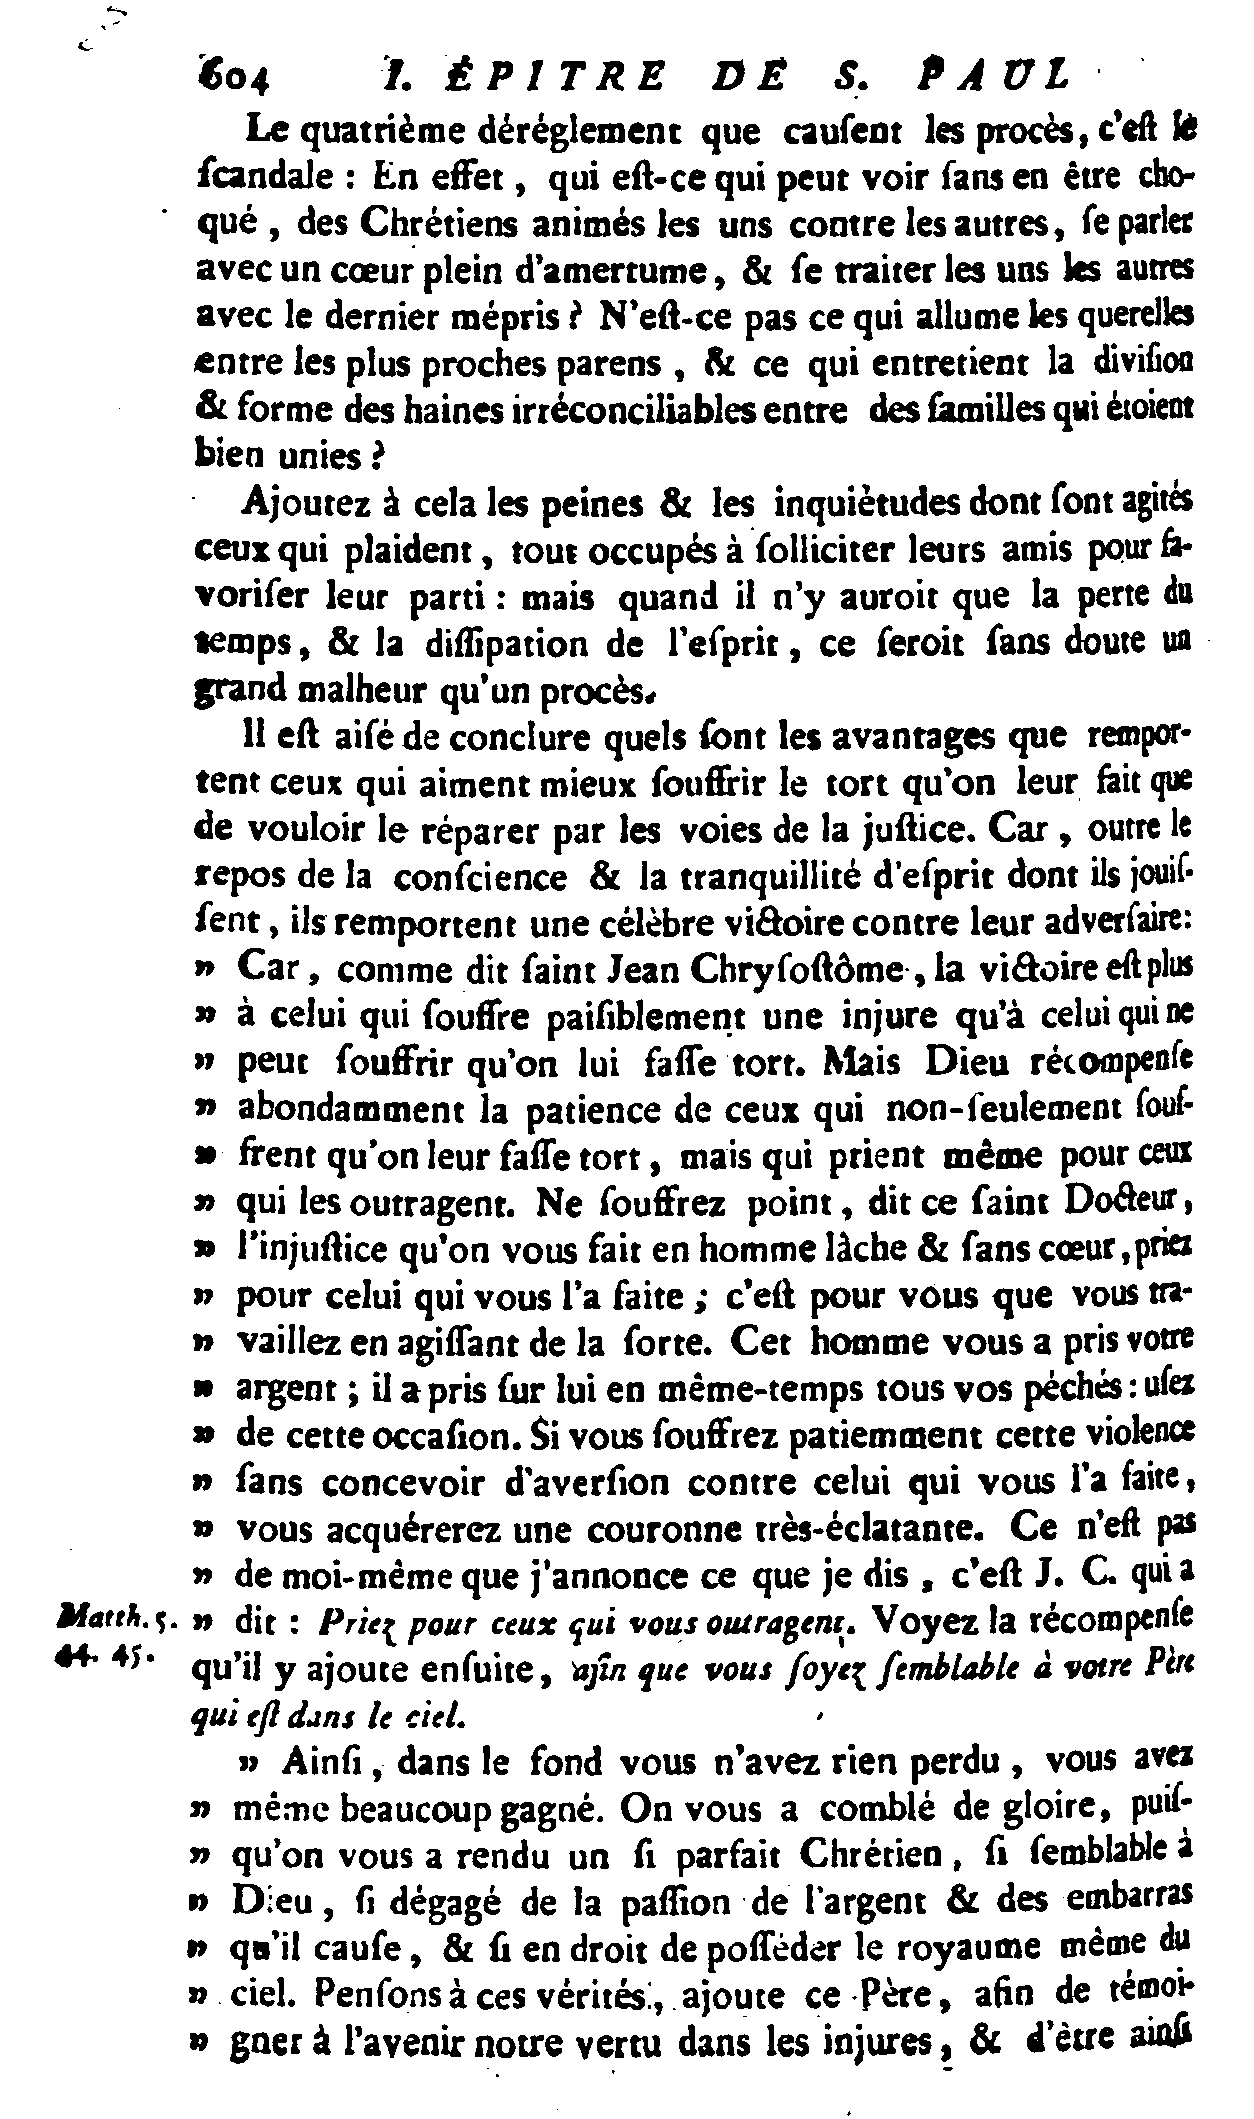 604 I. ÉPITRE DE S. PAUL
Le quatrième déréglement que cauſent les procès, c'eſt le
ſcandale : En effet, qui eſt-ce qui peut voir ſans en être cho-
qué, des Chrétiens animés les uns contre les autres, ſe parler
avec un cœur plein d'amertume, & ſe traiter les uns les autres
avec le dernier mépris ? N'eſt-ce pas ce qui allume les querelles
entre les plus proches parens, & ce qui entretient la diviſion
& forme des haines irréconciliables entre des familles qui étoient
bien unies ?
Ajoutez à cela les peines & les inquiètudes dont ſont agités
ceux qui plaident, tout occupés à ſolliciter leurs amis pour fa-
voriſer leur parti : mais quand il n'y auroit que la perte du
temps, & la diſſipation de l'eſprit, ce ſeroit ſans doute un
grand malheur qu'un procès.
Il eſt aiſé de conclure quels ſont les avantages que rempor-
tent ceux qui aiment mieux ſouffrir le tort qu'on leur fait que
de vouloir le réparer par les voies de la juſtice. Car, outre le
repos de la conſcience & la tranquillité d'eſprit dont ils jouiſ-
ſent, ils remportent une célèbre victoire contre leur adverſaire:
» Car, comme dit ſaint Jean Chryſoſtôme, la victoire eſt plus
» à celui qui ſouffre paiſiblement une injure qu'à celui qui ne
» peut ſouffrir qu'on lui faſſe tort. Mais Dieu récompenſe
» abondamment la patience de ceux qui non-ſeulement ſouf-
» frent qu'on leur faſſe tort, mais qui prient même pour ceux
» qui les outragent. Ne ſouffrez point, dit ce ſaint Docteur,
» l'injuſtice qu'on vous fait en homme lâche & ſans cœur, priez
» pour celui qui vous l'a faite ; c'eſt pour vous que vous tra-
» vaillez en agiſſant de la ſorte. Cet homme vous a pris votre
» argent ; il a pris ſur lui en même-temps tous vos péchés : uſez
» de cette occaſion. Si vous ſouffrez patiemment cette violence
» ſans concevoir d'averſion contre celui qui vous l'a faite,
» vous acquérerez une couronne très-éclatante. Ce n'eſt pas
» de moi-même que j'annonce ce que je dis, c'eſt J. C. qui a
Matth. 5. » dit : Priez pour ceux qui vous outragent. Voyez la récompenſe
44. 45. qu'il y ajoute enſuite, afin que vous ſoyez ſemblable à votre Père
qui eſt dans le ciel.
» Ainſi, dans le fond vous n'avez rien perdu, vous avez
» même beaucoup gagné. On vous a comblé de gloire, puiſ-
» qu'on vous a rendu un ſi parfait Chrétien, ſi ſemblable à
» Dieu, ſi dégagé de la paſſion de l'argent & des embarras
» qu'il cauſe, & ſi en droit de poſſéder le royaume même du
» ciel. Penſons à ces vérités, ajoute ce Père, afin de témoi-
» gner à l'avenir notre vertu dans les injures, & d'être ainſi